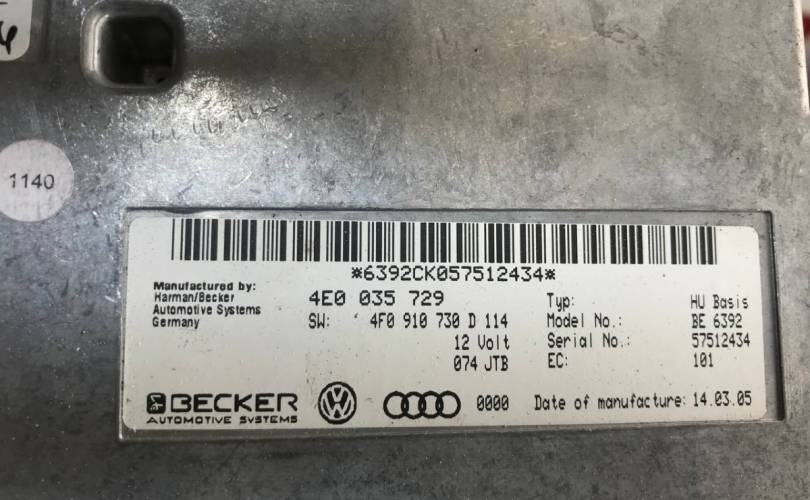 1140
*6392CK057512434*
Manufactured by:
Harman/Becker
Automotive Systems
Germany
4E0 035 729
SW: 4F0 910 730 D 114
12 Volt
074 JTB
Typ: HU Basis
Model No.: BE 6392
Serial No.: 57512434
EC: 101
BECKER
AUTOMOTIVE SYSTEMS
0000 Date of manufacture: 14.03.05